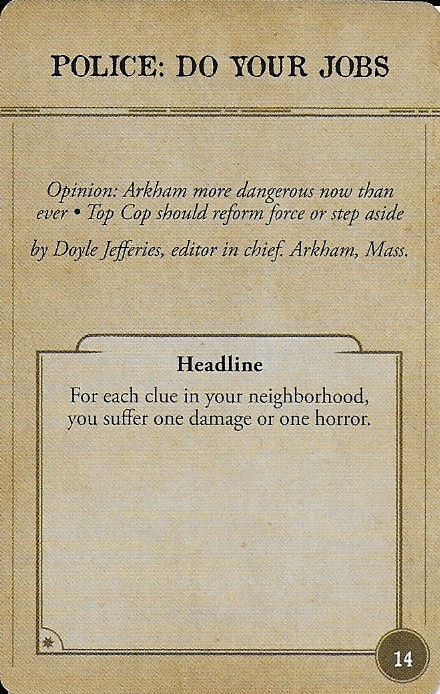 POLICE: DO YOUR JOBS
Opinion: Arkham more dangerous now than
ever • Top Cop should reform force or step aside
by Doyle Jefferies, editor in chief. Arkham, Mass.
Headline
For each clue in your neighborhood,
you suffer one damage or one horror.
14